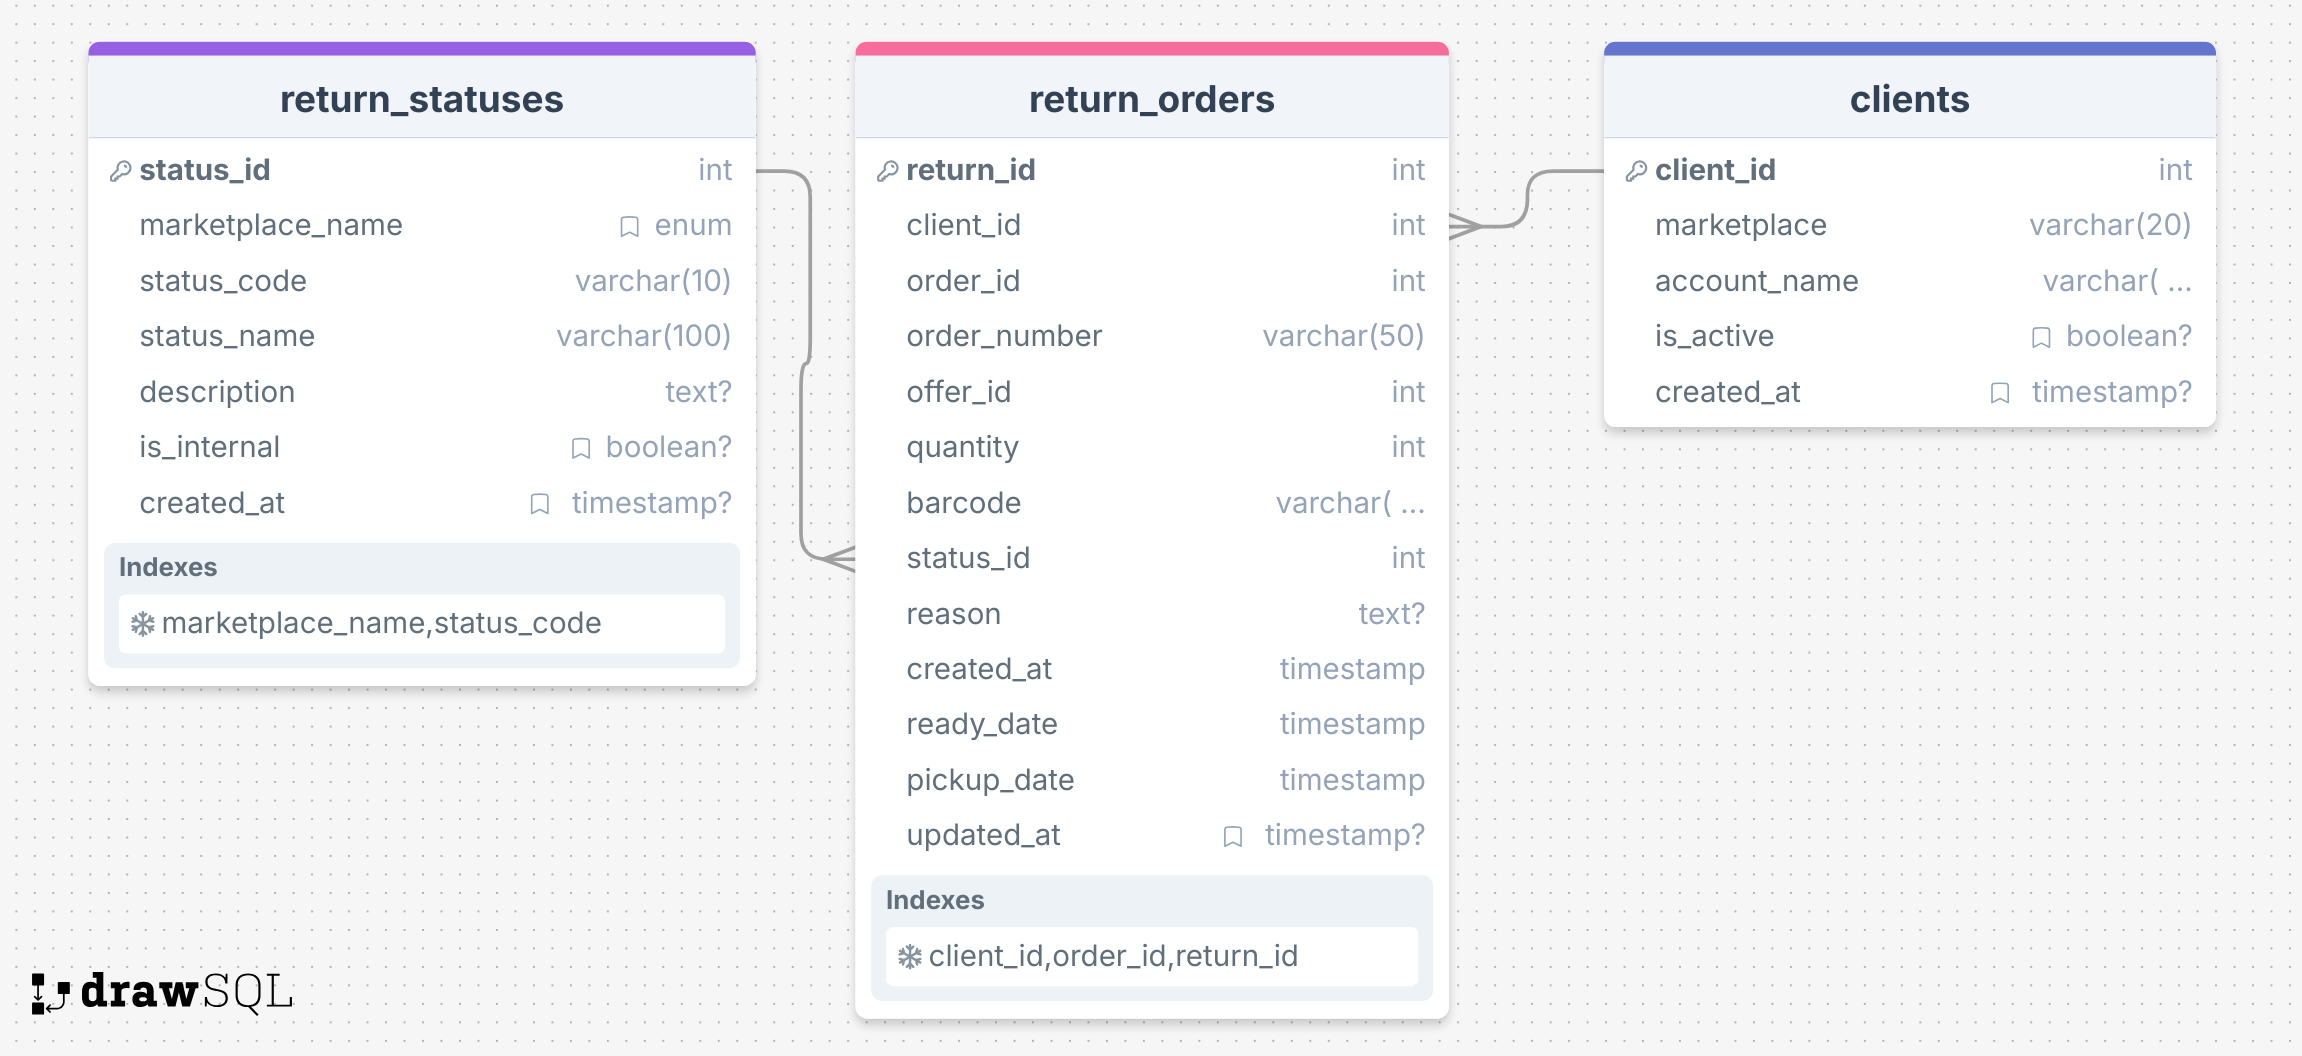 return_statuses
status_id int
marketplace_name enum
status_code varchar(10)
status_name varchar(100)
description text?
is_internal boolean?
created_at timestamp?
Indexes
marketplace_name,status_code
return_orders
return_id int
client_id int
order_id int
order_number varchar(50)
offer_id int
quantity int
barcode varchar( ...
status_id int
reason text?
created_at timestamp
ready_date timestamp
pickup_date timestamp
updated_at timestamp?
Indexes
client_id,order_id,return_id
clients
client_id int
marketplace varchar(20)
account_name varchar( ...
is_active boolean?
created_at timestamp?
drawSQL